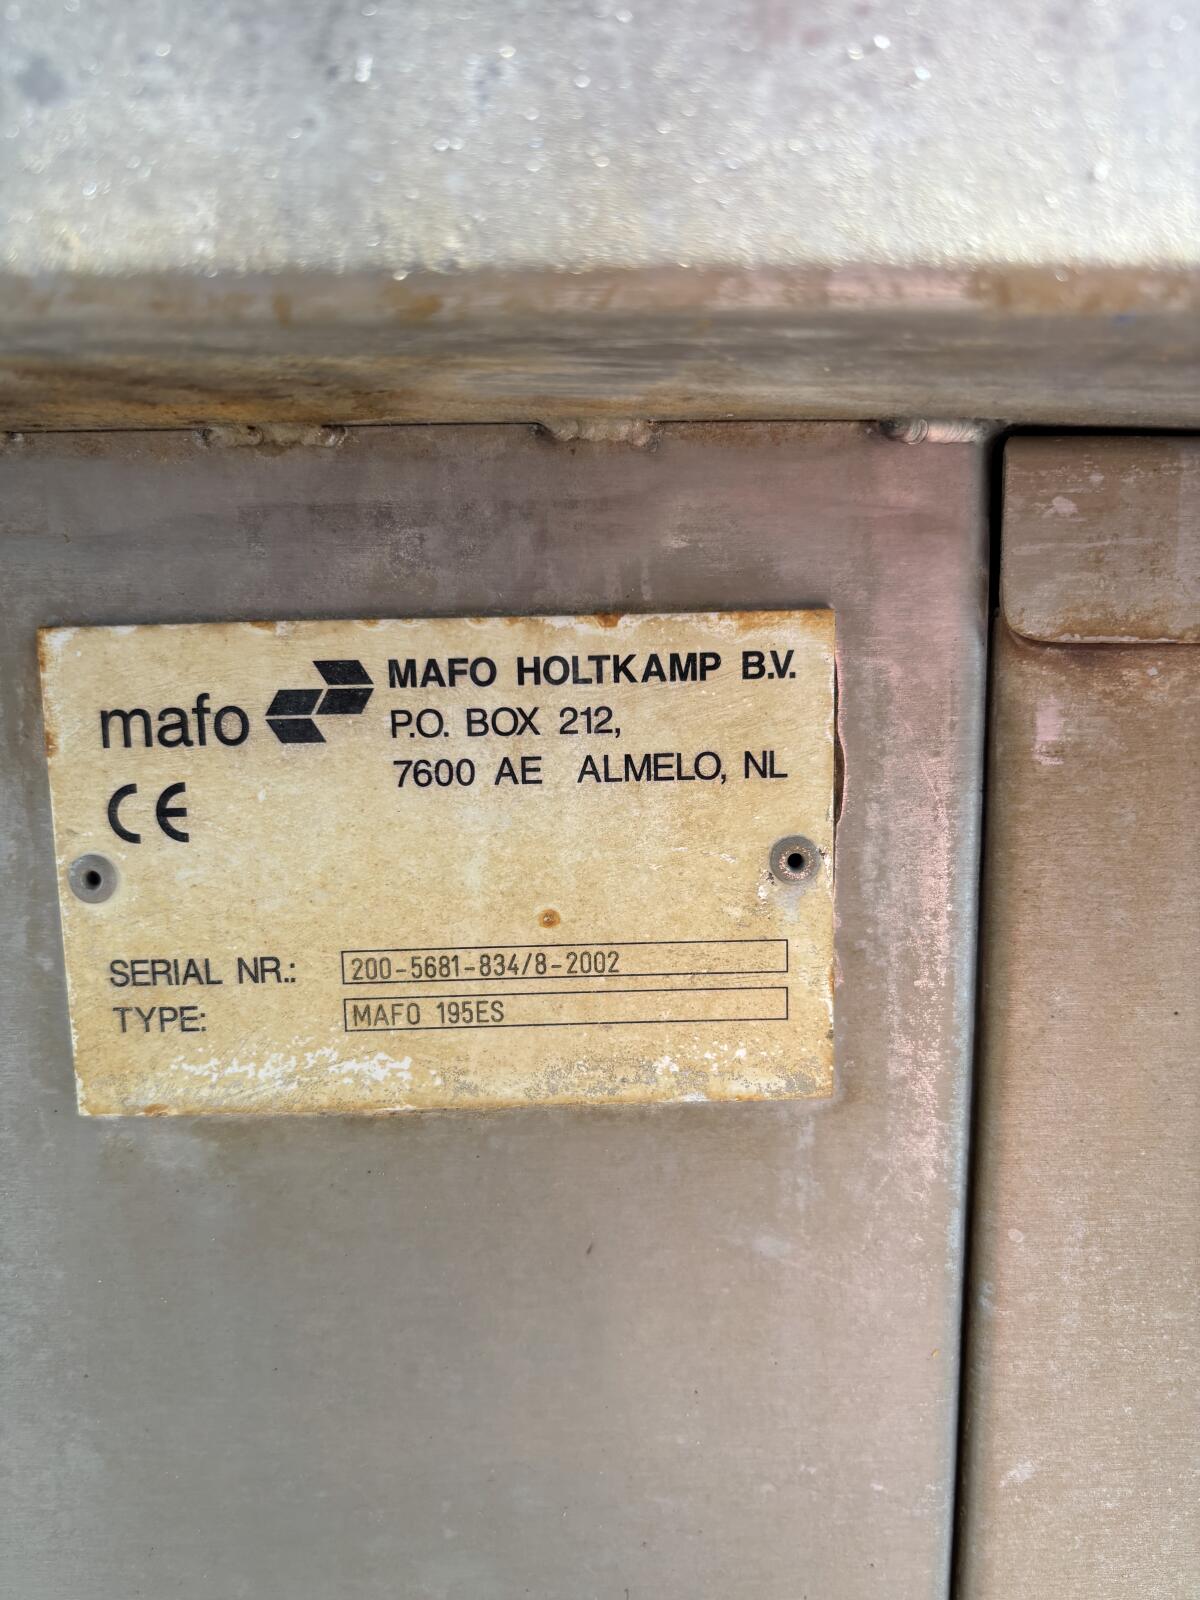 mafo
MAFO HOLTKAMP B.V.
P.O. BOX 212,
7600 AE ALMELO, NL
CE
SERIAL NR.: 200-5681-834/8-2002
TYPE: MAFO 195ES